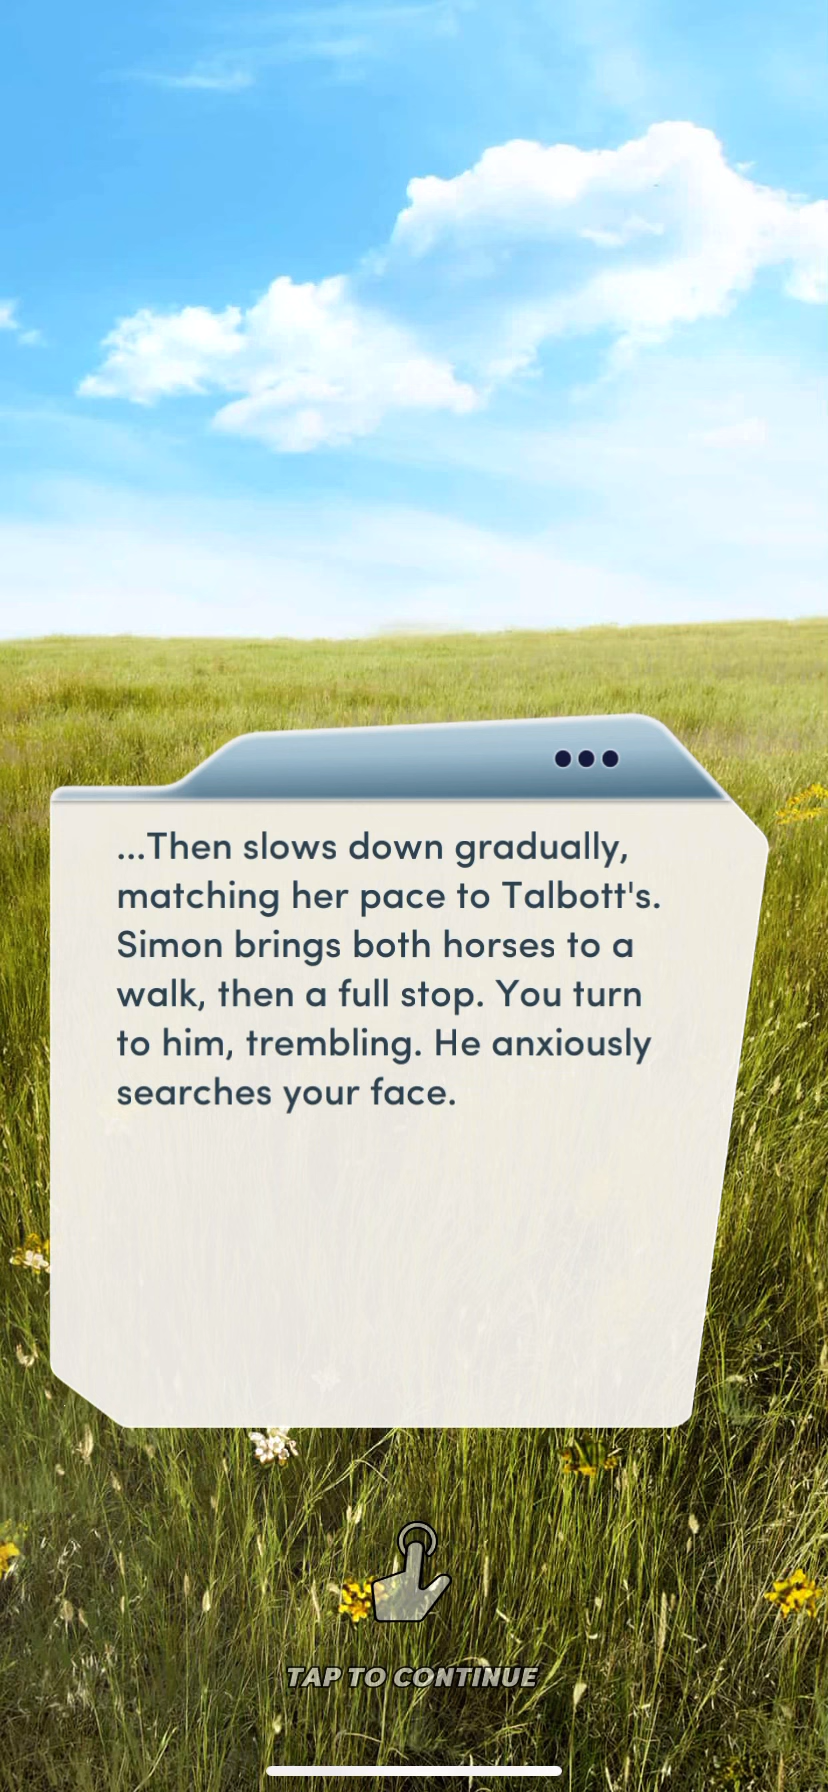 ...Then slows down gradually,
matching her pace to Talbott's.
Simon brings both horses to a
walk, then a full stop. You turn
to him, trembling. He anxiously
searches your face.
TAP TO CONTINUE